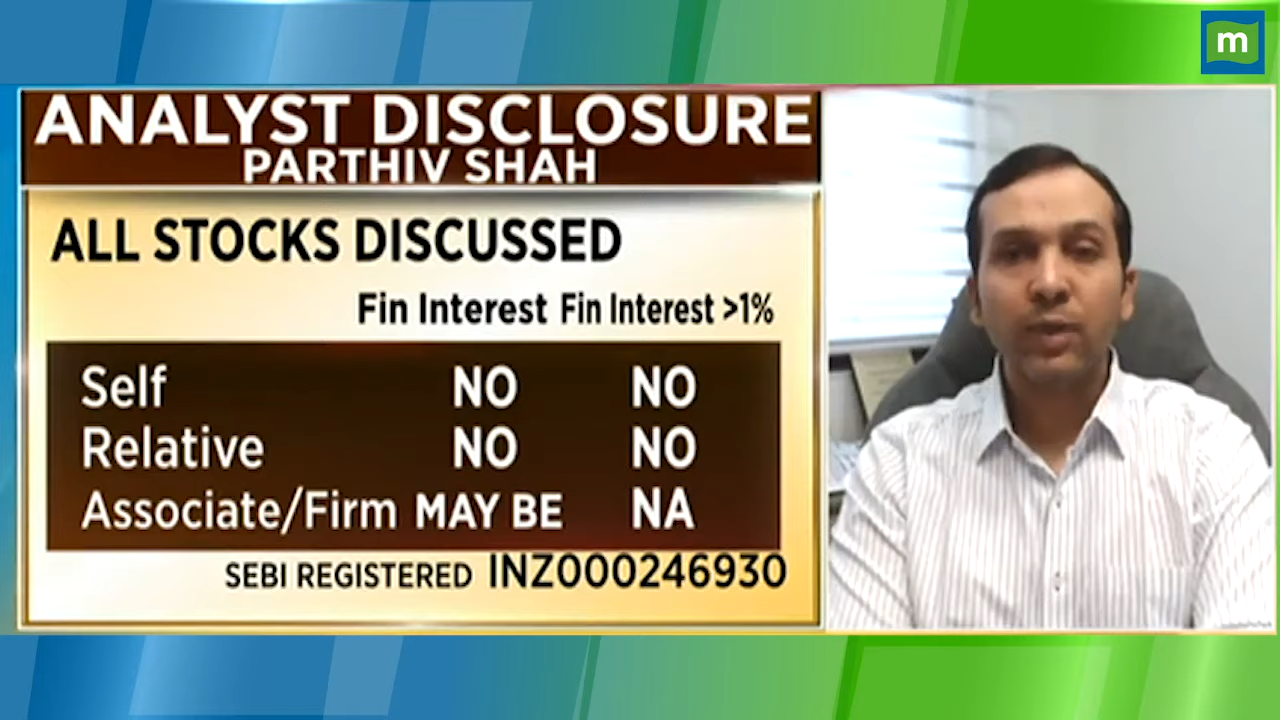 m
ANALYST DISCLOSURE
PARTHIV SHAH
ALL STOCKS DISCUSSED
Fin Interest Fin Interest >1%
Self NO NO
Relative NO NO
Associate/Firm MAY BE NA
SEBI REGISTERED INZ000246930